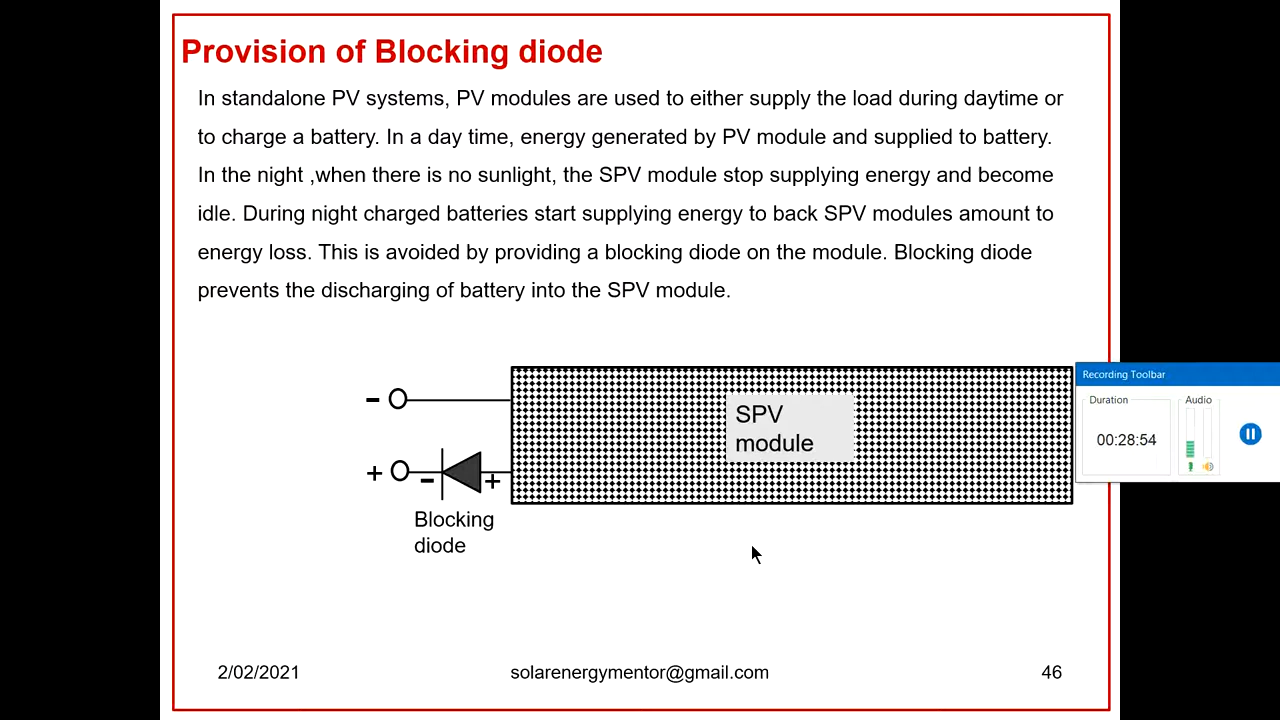 Provision of Blocking diode
In standalone PV systems, PV modules are used to either supply the load during daytime or
to charge a battery. In a day time, energy generated by PV module and supplied to battery.
In the night ,when there is no sunlight, the SPV module stop supplying energy and become
idle. During night charged batteries start supplying energy to back SPV modules amount to
energy loss. This is avoided by providing a blocking diode on the module. Blocking diode
prevents the discharging of battery into the SPV module.
Recording Toolbar
Duration
Audio
00:28:54
-
SPV
module
+
-
+
Blocking
diode
2/02/2021
solarenergymentor@gmail.com
46